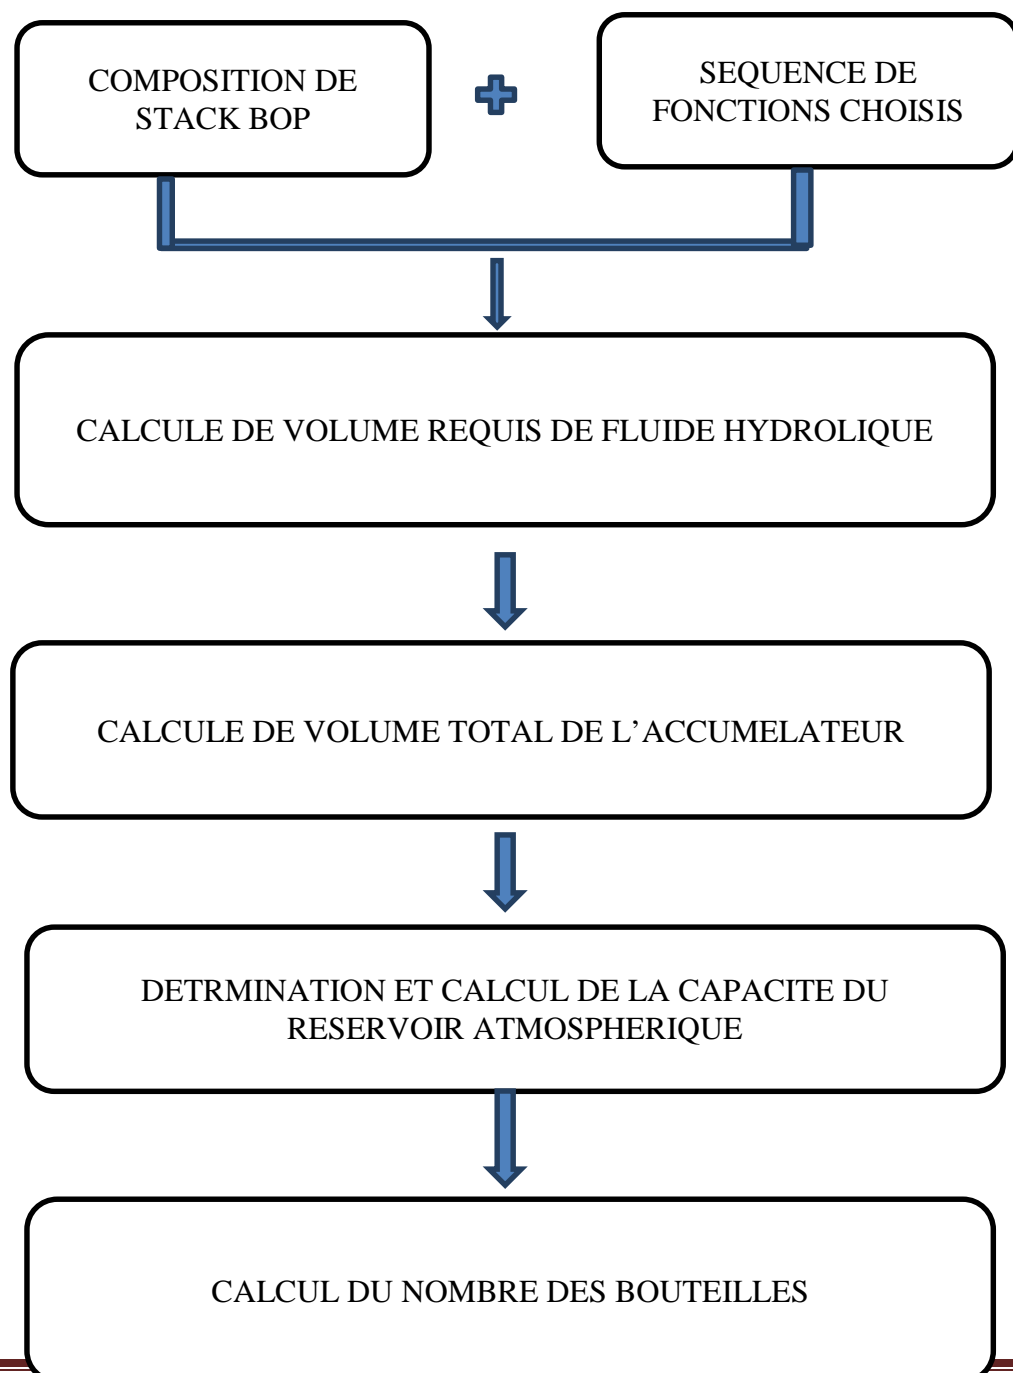 COMPOSITION DE
STACK BOP
SEQUENCE DE
FONCTIONS CHOISIS
CALCULE DE VOLUME REQUIS DE FLUIDE HYDROLIQUE
CALCULE DE VOLUME TOTAL DE L’ACCUMELATEUR
DETRMINATION ET CALCUL DE LA CAPACITE DU
RESERVOIR ATMOSPHERIQUE
CALCUL DU NOMBRE DES BOUTEILLES